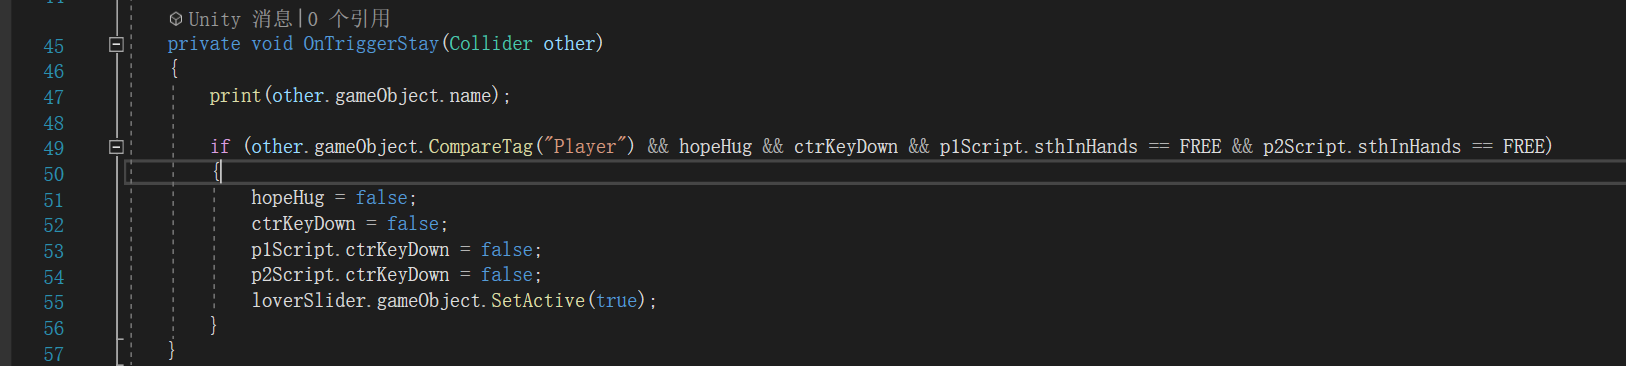 Unity 消息|0 个引用
45 private void OnTriggerStay(Collider other)
46 {
47 print(other.gameObject.name);
48
49 if (other.gameObject.CompareTag("Player") && hopeHug && ctrKeyDown && p1Script.sthInHands == FREE && p2Script.sthInHands == FREE)
50 {
51 hopeHug = false;
52 ctrKeyDown = false;
53 p1Script.ctrKeyDown = false;
54 p2Script.ctrKeyDown = false;
55 loverSlider.gameObject.SetActive(true);
56 }
57 }